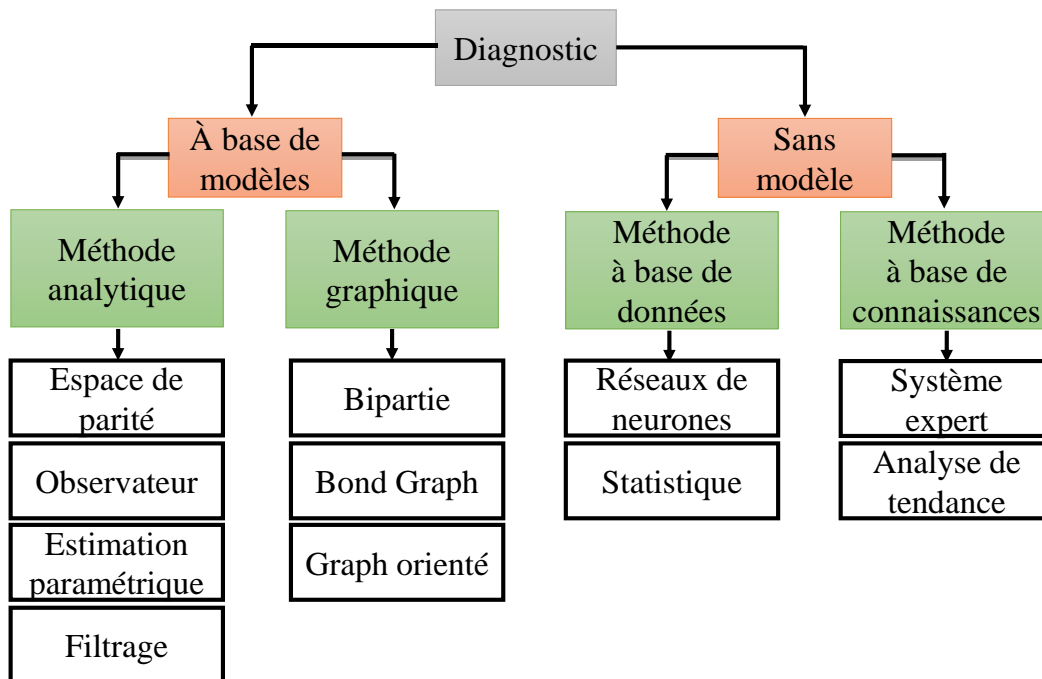 Diagnostic
À base de
modèles
Sans
modèle
Méthode
analytique
Méthode
graphique
Méthode
à base de
données
Méthode
à base de
connaissances
Espace de
parité
Observateur
Estimation
paramétrique
Filtrage
Bipartie
Bond Graph
Graph orienté
Réseaux de
neurones
Statistique
Système
expert
Analyse de
tendance